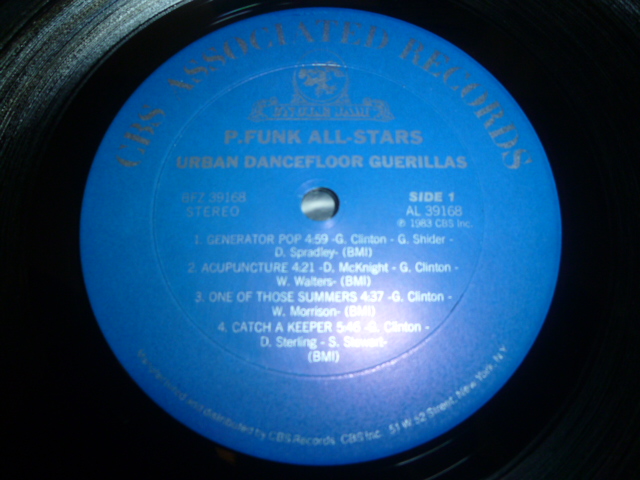 CBS ASSOCIATED RECORDS
UNCLE JAM
P.FUNK ALL-STARS
URBAN DANCEFLOOR GUERILLAS
BFZ 39168
STEREO
SIDE 1
AL 39168
℗ 1983 CBS Inc.
1. GENERATOR POP 4:59 -G. Clinton - G. Shider -
D. Spradley- (BMI)
2. ACUPUNCTURE 4:21 -D. McKnight - G. Clinton -
W. Walters- (BMI)
3. ONE OF THOSE SUMMERS 4:37 -G. Clinton -
W. Morrison- (BMI)
4. CATCH A KEEPER 5:46 -G. Clinton -
D. Sterling - S. Stewart-
(BMI)
and distributed by CBS Records CBS Inc. 51 W 52 Street, New York, N.Y.